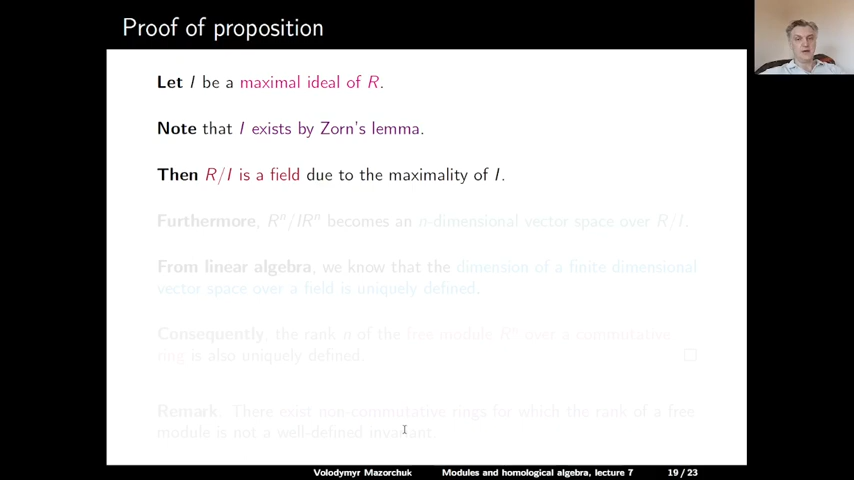 Proof of proposition
Let I be a maximal ideal of R.
Note that I exists by Zorn's lemma.
Then R/I is a field due to the maximality of I.
Furthermore, Rⁿ/IRⁿ becomes an n-dimensional vector space over R/I.
From linear algebra, we know that the dimension of a finite dimensional
vector space over a field is uniquely defined.
Consequently, the rank n of the free module Rⁿ over a commutative
ring is also uniquely defined. □
Remark. There exist non-commutative rings for which the rank of a free
module is not a well-defined invariant
Volodymyr Mazorchuk Modules and homological algebra, lecture 7 19 / 23